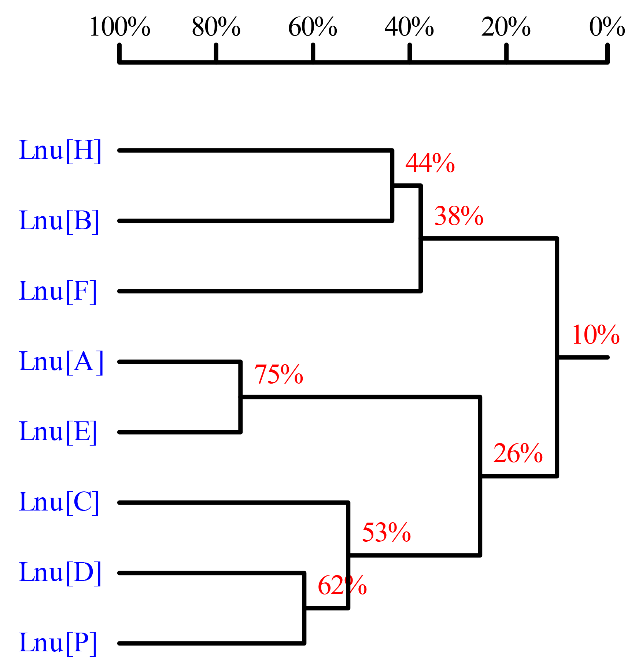 100% 80% 60% 40% 20% 0%
Lnu[H]
44%
Lnu[B]
38%
Lnu[F]
10%
Lnu[A]
75%
Lnu[E]
26%
Lnu[C]
53%
Lnu[D]
62%
Lnu[P]